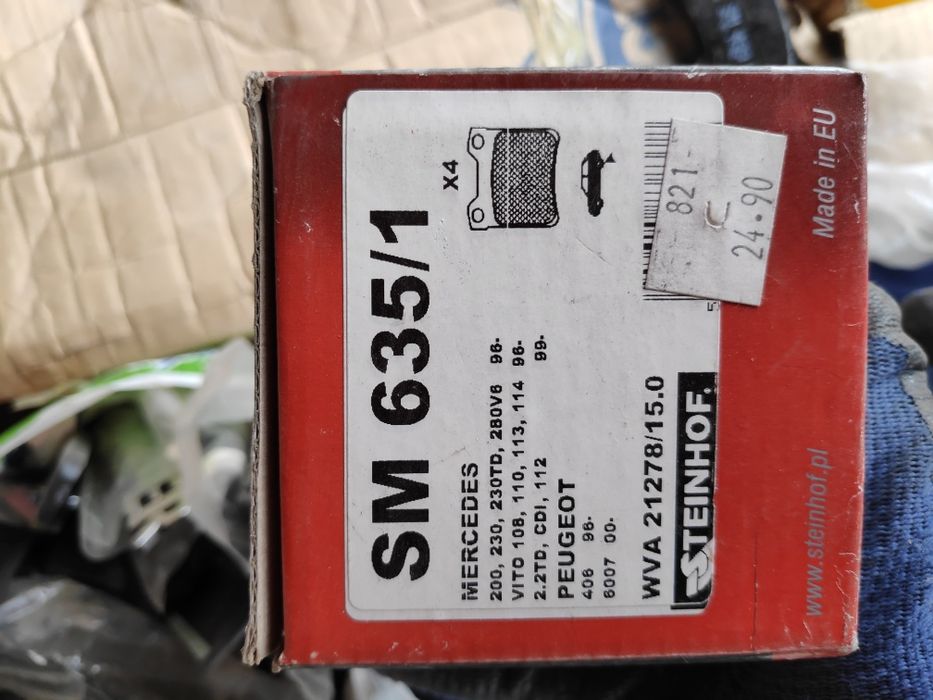 SM 635/1
X4
MERCEDES
200, 230, 230TD, 280V6 96-
VITO 108, 110, 113, 114 96-
2.2TD, CDI, 112 99-
PEUGEOT
406 96-
6007 00-
WVA 21278/15.0
STEINHOF
5
821-
C
24.90
www.steinhof.pl
Made in EU